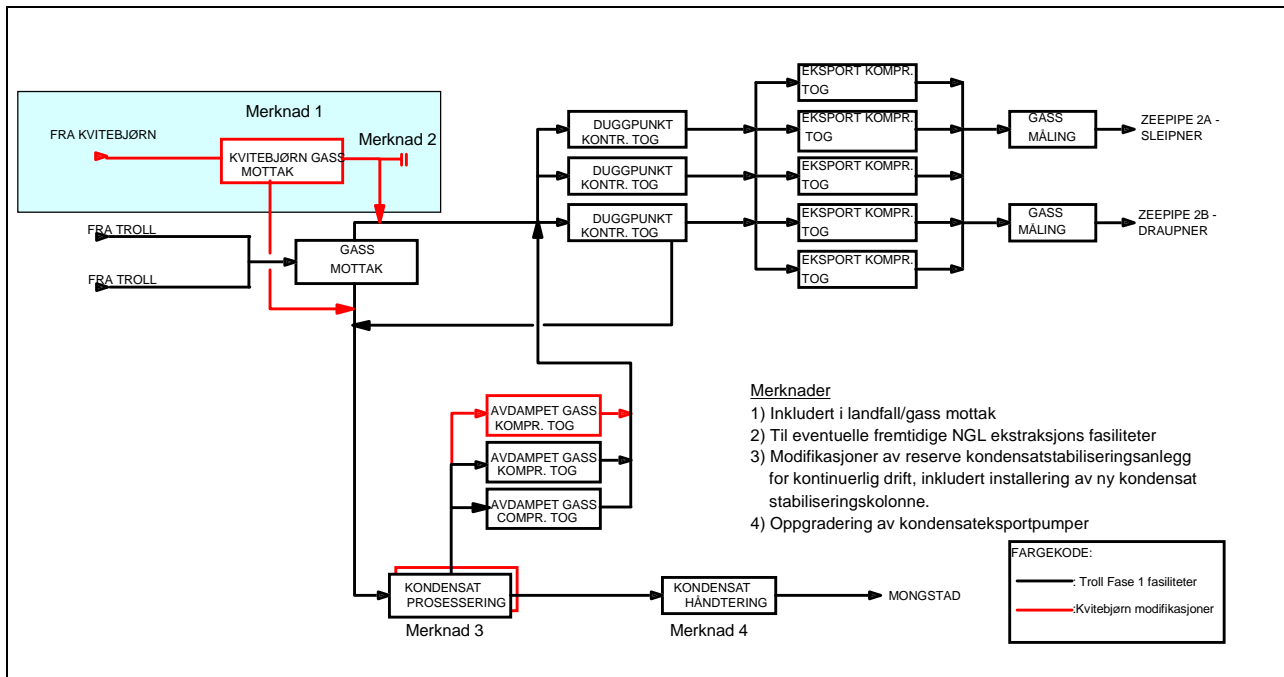 Merknad 1
FRA KVITEBJØRN
Merknad 2
KVITEBJØRN GASS
MOTTAK
FRA TROLL
FRA TROLL
GASS
MOTTAK
DUGGPUNKT
KONTR. TOG
DUGGPUNKT
KONTR. TOG
DUGGPUNKT
KONTR. TOG
EKSPORT KOMPR.
TOG
EKSPORT KOMPR.
TOG
EKSPORT KOMPR.
TOG
EKSPORT KOMPR.
TOG
EKSPORT KOMPR.
TOG
GASS
MÅLING
GASS
MÅLING
ZEEPIPE 2A -
SLEIPNER
ZEEPIPE 2B -
DRAUPNER
AVDAMPET GASS
KOMPR. TOG
AVDAMPET GASS
KOMPR. TOG
AVDAMPET GASS
COMPR. TOG
KONDENSAT
PROSESSERING
Merknad 3
KONDENSAT
HÅNDTERING
Merknad 4
MONGSTAD
Merknader
1) Inkludert i landfall/gass mottak
2) Til eventuelle fremtidige NGL ekstraksjons fasiliteter
3) Modifikasjoner av reserve kondensatstabiliseringsanlegg
for kontinuerlig drift, inkludert installering av ny kondensat
stabiliseringskolonne.
4) Oppgradering av kondensateksportpumper
FARGEKODE:
: Troll Fase 1 fasiliteter
:Kvitebjørn modifikasjoner